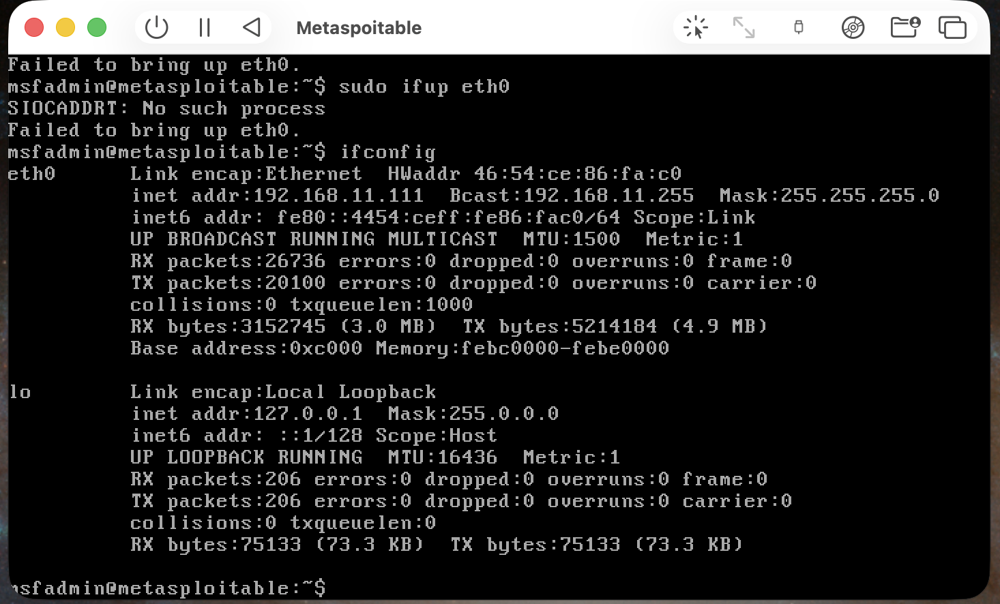 Metaspoitable
Failed to bring up eth0.
msfadmin@metasploitable:~$ sudo ifup eth0
SIOCADDRT: No such process
Failed to bring up eth0.
msfadmin@metasploitable:~$ ifconfig
eth0      Link encap:Ethernet  HWaddr 46:54:ce:86:fa:c0
          inet addr:192.168.11.111  Bcast:192.168.11.255  Mask:255.255.255.0
          inet6 addr: fe80::4454:ceff:fe86:fac0/64 Scope:Link
          UP BROADCAST RUNNING MULTICAST  MTU:1500  Metric:1
          RX packets:26736 errors:0 dropped:0 overruns:0 frame:0
          TX packets:20100 errors:0 dropped:0 overruns:0 carrier:0
          collisions:0 txqueuelen:1000
          RX bytes:3152745 (3.0 MB)  TX bytes:5214184 (4.9 MB)
          Base address:0xc000 Memory:febc0000-febe0000
lo        Link encap:Local Loopback
          inet addr:127.0.0.1  Mask:255.0.0.0
          inet6 addr: ::1/128 Scope:Host
          UP LOOPBACK RUNNING  MTU:16436  Metric:1
          RX packets:206 errors:0 dropped:0 overruns:0 frame:0
          TX packets:206 errors:0 dropped:0 overruns:0 carrier:0
          collisions:0 txqueuelen:0
          RX bytes:75133 (73.3 KB)  TX bytes:75133 (73.3 KB)
msfadmin@metasploitable:~$